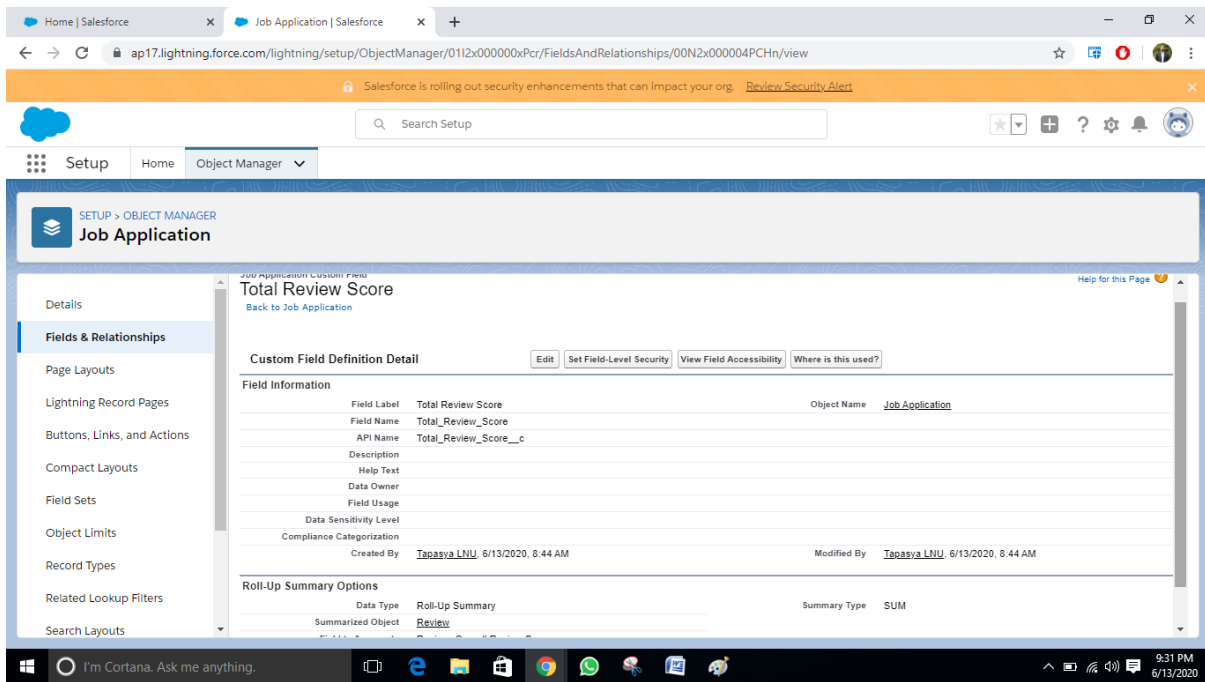 Home | Salesforce
Job Application | Salesforce
ap17.lightning.force.com/lightning/setup/ObjectManager/01I2x000000xPcr/FieldsAndRelationships/00N2x000004PCHn/view
Salesforce is rolling out security enhancements that can impact your org. Review Security Alert
Search Setup
Setup Home Object Manager
SETUP > OBJECT MANAGER
Job Application
Details
Fields & Relationships
Page Layouts
Lightning Record Pages
Buttons, Links, and Actions
Compact Layouts
Field Sets
Object Limits
Record Types
Related Lookup Filters
Search Layouts
Job Application Custom Field
Total Review Score
Help for this Page
Back to Job Application
Custom Field Definition Detail Edit Set Field-Level Security View Field Accessibility Where is this used?
Field Information
Field Label Total Review Score Object Name Job Application
Field Name Total_Review_Score
API Name Total_Review_Score__c
Description
Help Text
Data Owner
Field Usage
Data Sensitivity Level
Compliance Categorization
Created By Tapasya LNU, 6/13/2020, 8:44 AM Modified By Tapasya LNU, 6/13/2020, 8:44 AM
Roll-Up Summary Options
Data Type Roll-Up Summary Summary Type SUM
Summarized Object Review
I'm Cortana. Ask me anything.
9:31 PM
6/13/2020